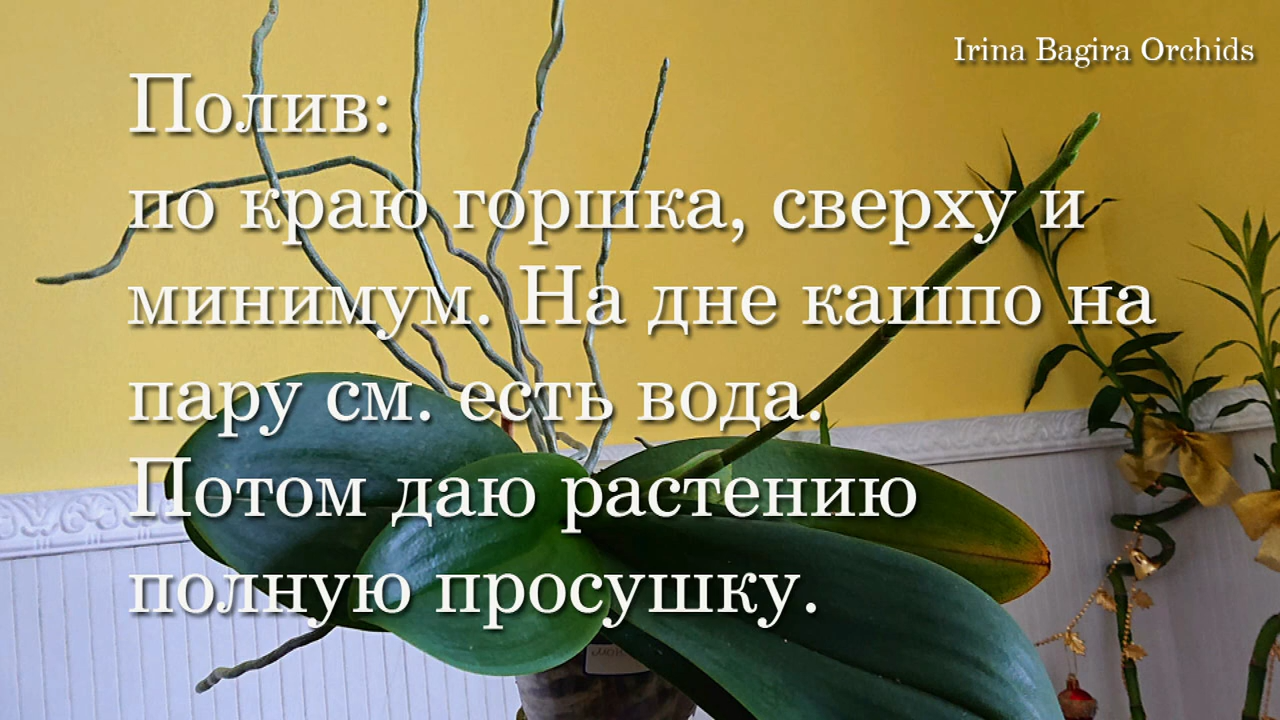 Irina Bagira Orchids
Полив:
по краю горшка, сверху и
минимум. На дне кашпо на
пару см. есть вода.
Потом даю растению
полную просушку.